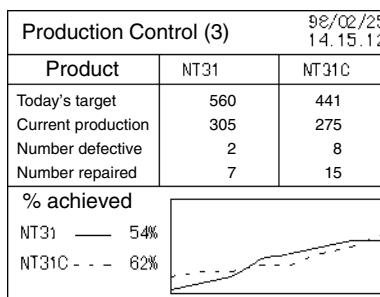 Production Control (3) 98/02/25
14.15.12
Product NT31 NT31C
Today's target 560 441
Current production 305 275
Number defective 2 8
Number repaired 7 15
% achieved
NT31 —— 54%
NT31C - - - 62%